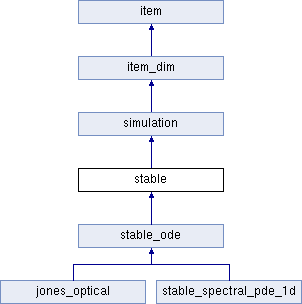 item
item_dim
simulation
stable
stable_ode
jones_optical
stable_spectral_pde_1d